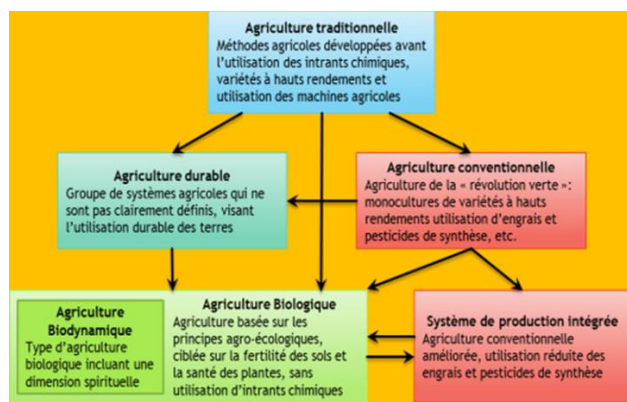 Agriculture traditionnelle
Méthodes agricoles développées avant
l'utilisation des intrants chimiques,
variétés à hauts rendements et
utilisation des machines agricoles
Agriculture durable
Groupe de systèmes agricoles qui ne
sont pas clairement définis, visant
l'utilisation durable des terres
Agriculture conventionnelle
Agriculture de la « révolution verte »:
monocultures de variétés à hauts
rendements utilisation d'engrais et
pesticides de synthèse, etc.
Agriculture
Biodynamique
Type d'agriculture
biologique incluant une
dimension spirituelle
Agriculture Biologique
Agriculture basée sur les
principes agro-écologiques,
ciblée sur la fertilité des sols et
la santé des plantes, sans
utilisation d'intrants chimiques
Système de production intégrée
Agriculture conventionnelle
améliorée, utilisation réduite des
engrais et pesticides de synthèse